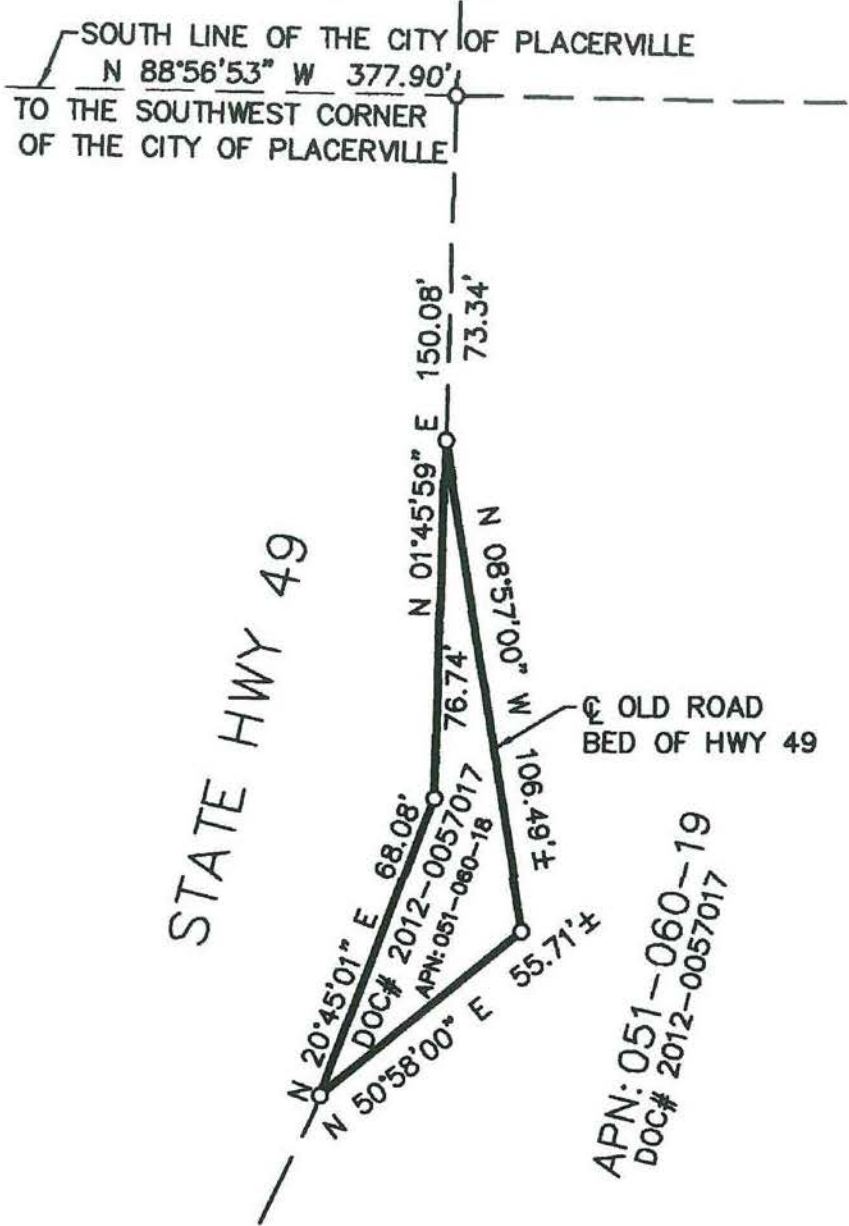 SOUTH LINE OF THE CITY OF PLACERVILLE
N 88°56'53" W 377.90'
TO THE SOUTHWEST CORNER
OF THE CITY OF PLACERVILLE
N 01°45'59" E 150.08'
73.34'
76.74'
N 08°57'00" W 106.49'±
℄ OLD ROAD
BED OF HWY 49
STATE HWY 49
N 20°45'01" E 68.08'
DOC# 2012-0057017
APN: 051-060-18
N 50°58'00" E 55.71'±
APN: 051-060-19
DOC# 2012-0057017